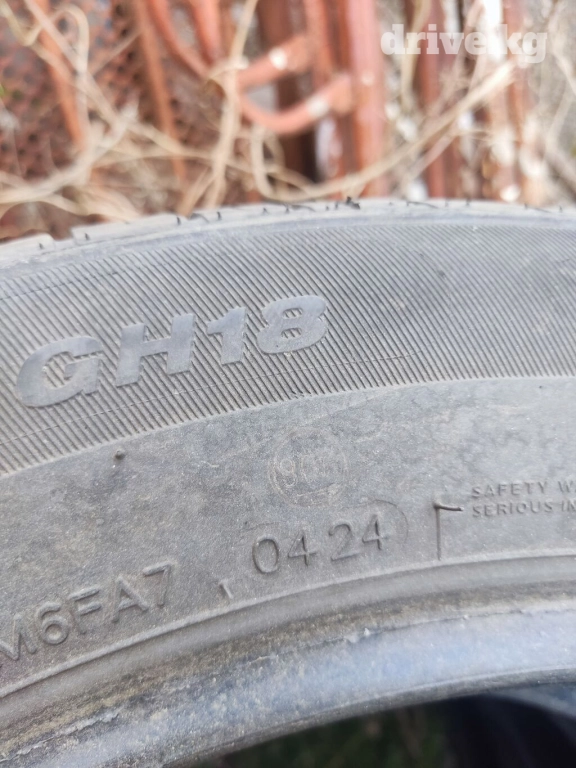 drive.kg
GH18
SAFETY W
SERIOUS IN
M6FA7 0424